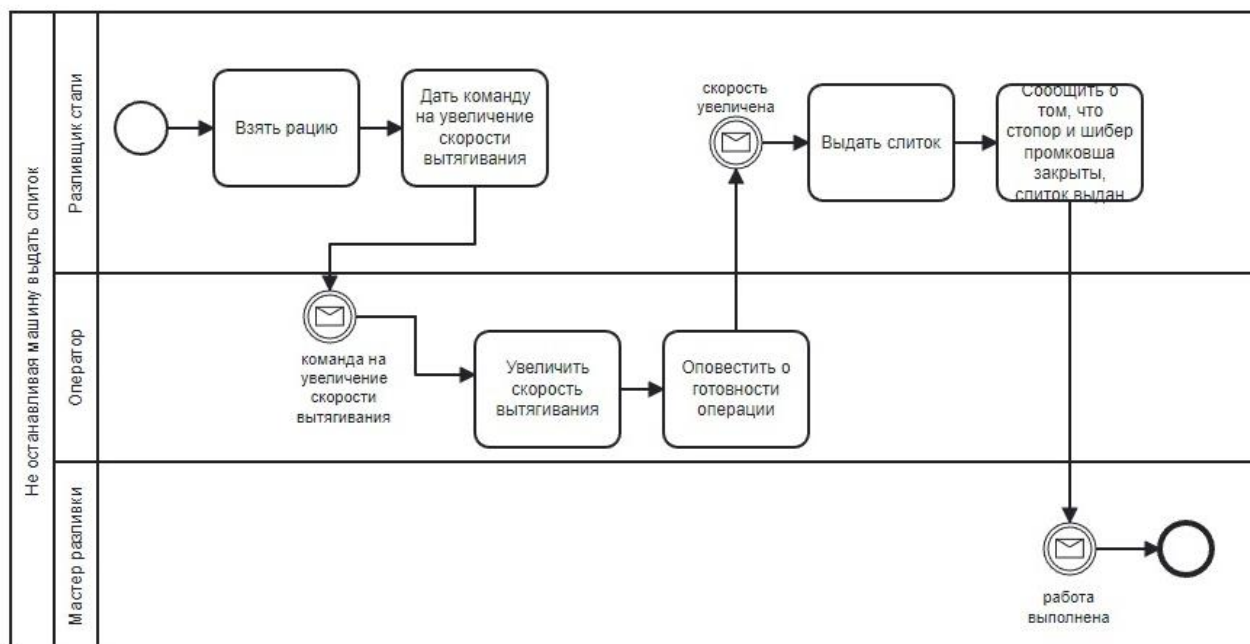 Не останавливая машину выдать слиток
Разливщик стали
Взять рацию
Дать команду
на увеличение
скорости
вытягивания
скорость
увеличена
Выдать слиток
Сообщить о
том, что
стопор и шибер
промковша
закрыты,
слиток выдан
Оператор
команда на
увеличение
скорости
вытягивания
Увеличить
скорость
вытягивания
Оповестить о
готовности
операции
Мастер разливки
работа
выполнена